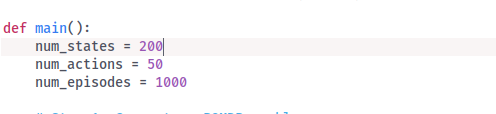 def main():
    num_states = 200
    num_actions = 50
    num_episodes = 1000